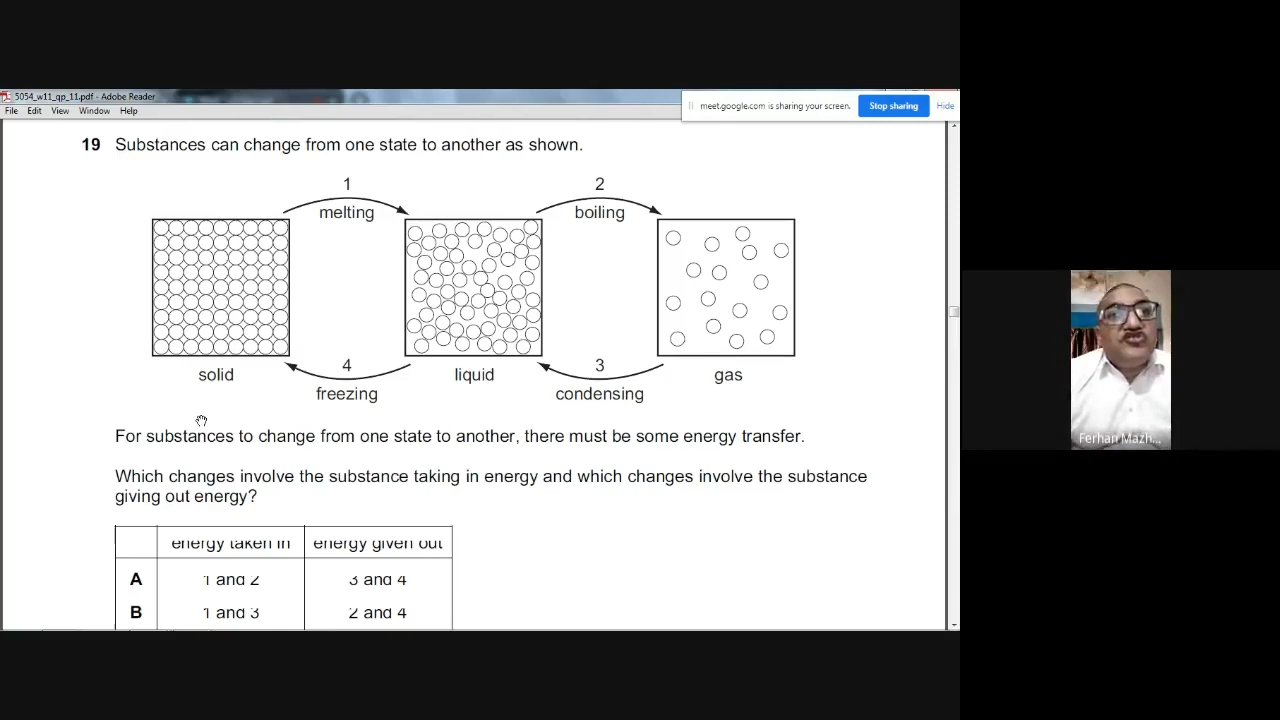 5054_w11_qp_11.pdf - Adobe Reader
File Edit View Window Help
meet.google.com is sharing your screen.
Stop sharing
Hide
19 Substances can change from one state to another as shown.
1
2
melting
boiling
4
3
solid
liquid
gas
freezing
condensing
For substances to change from one state to another, there must be some energy transfer.
Which changes involve the substance taking in energy and which changes involve the substance
giving out energy?
energy taken in energy given out
A 1 and 2 3 and 4
B 1 and 3 2 and 4
Ferhan Mazh...